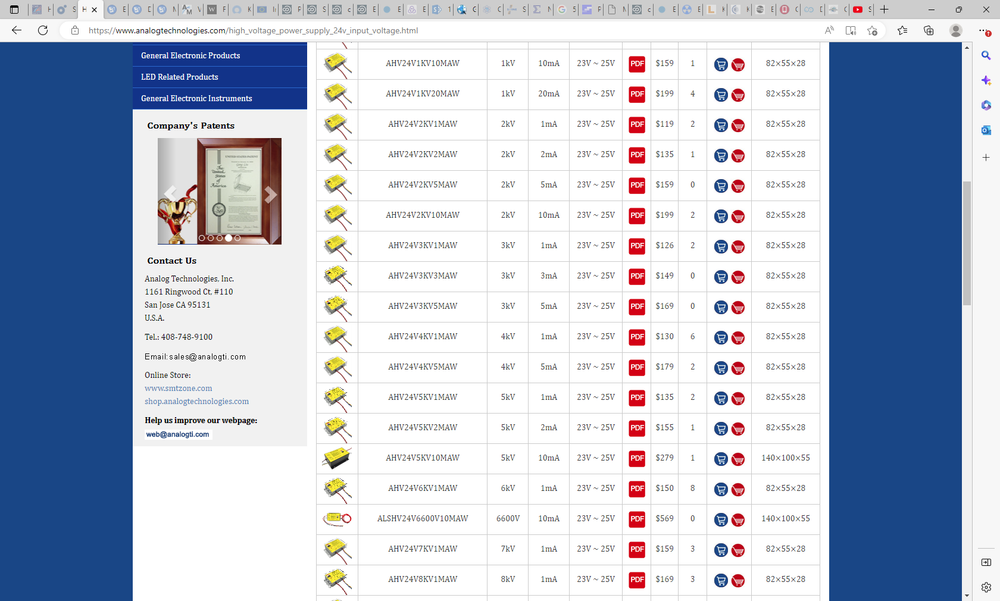 https://www.analogtechnologies.com/high_voltage_power_supply_24v_input_voltage.html
General Electronic Products
LED Related Products
General Electronic Instruments
Company's Patents
UNITED STATES PATENT
The
United
States
of
America
Contact Us
Analog Technologies, Inc.
1161 Ringwood Ct, #110
San Jose CA 95131
U.S.A.
Tel.: 408-748-9100
Email: sales@analogti.com
Online Store:
www.smtzone.com
shop.analogtechnologies.com
Help us improve our webpage:
web@analogti.com
AHV24V1KV10MAW 1kV 10mA 23V ~ 25V PDF $159 1 82×55×28
AHV24V1KV20MAW 1kV 20mA 23V ~ 25V PDF $199 4 82×55×28
AHV24V2KV1MAW 2kV 1mA 23V ~ 25V PDF $119 2 82×55×28
AHV24V2KV2MAW 2kV 2mA 23V ~ 25V PDF $135 1 82×55×28
AHV24V2KV5MAW 2kV 5mA 23V ~ 25V PDF $159 0 82×55×28
AHV24V2KV10MAW 2kV 10mA 23V ~ 25V PDF $199 2 82×55×28
AHV24V3KV1MAW 3kV 1mA 23V ~ 25V PDF $126 2 82×55×28
AHV24V3KV3MAW 3kV 3mA 23V ~ 25V PDF $149 0 82×55×28
AHV24V3KV5MAW 3kV 5mA 23V ~ 25V PDF $169 0 82×55×28
AHV24V4KV1MAW 4kV 1mA 23V ~ 25V PDF $130 6 82×55×28
AHV24V4KV5MAW 4kV 5mA 23V ~ 25V PDF $179 2 82×55×28
AHV24V5KV1MAW 5kV 1mA 23V ~ 25V PDF $135 2 82×55×28
AHV24V5KV2MAW 5kV 2mA 23V ~ 25V PDF $155 1 82×55×28
AHV24V5KV10MAW 5kV 10mA 23V ~ 25V PDF $279 1 140×100×55
AHV24V6KV1MAW 6kV 1mA 23V ~ 25V PDF $150 8 82×55×28
ALSHV24V6600V10MAW 6600V 10mA 23V ~ 25V PDF $569 0 140×100×55
AHV24V7KV1MAW 7kV 1mA 23V ~ 25V PDF $159 3 82×55×28
AHV24V8KV1MAW 8kV 1mA 23V ~ 25V PDF $169 3 82×55×28